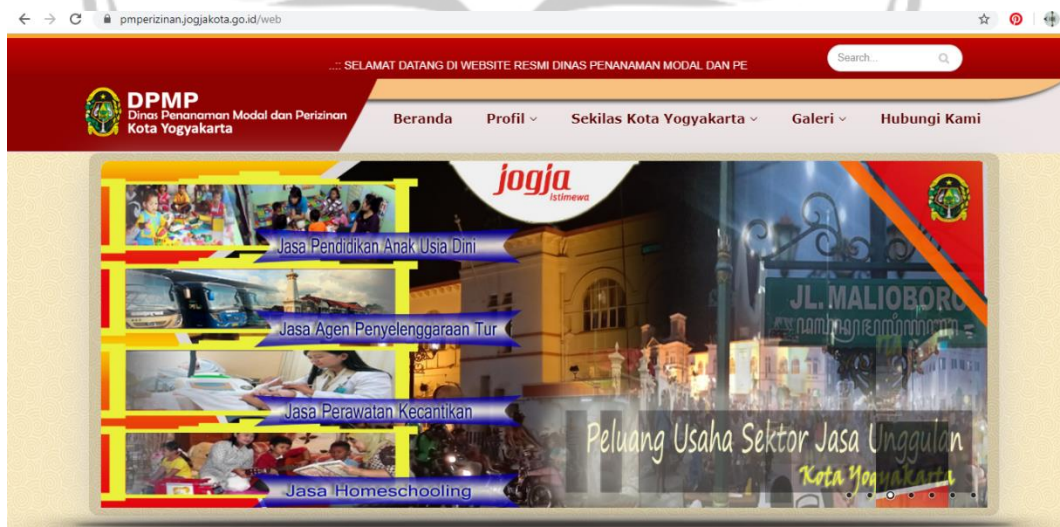 pmperizinan.jogjakota.go.id/web
..:: SELAMAT DATANG DI WEBSITE RESMI DINAS PENANAMAN MODAL DAN PE
Search...
DPMP
Dinas Penanaman Modal dan Perizinan
Kota Yogyakarta
Beranda Profil Sekilas Kota Yogyakarta Galeri Hubungi Kami
jogja
istimewa
Jasa Pendidikan Anak Usia Dini
Jasa Agen Penyelenggaraan Tur
Jasa Perawatan Kecantikan
Jasa Homeschooling
JL. MALIOBORO
Peluang Usaha Sektor Jasa Unggulan
Kota Yogyakarta